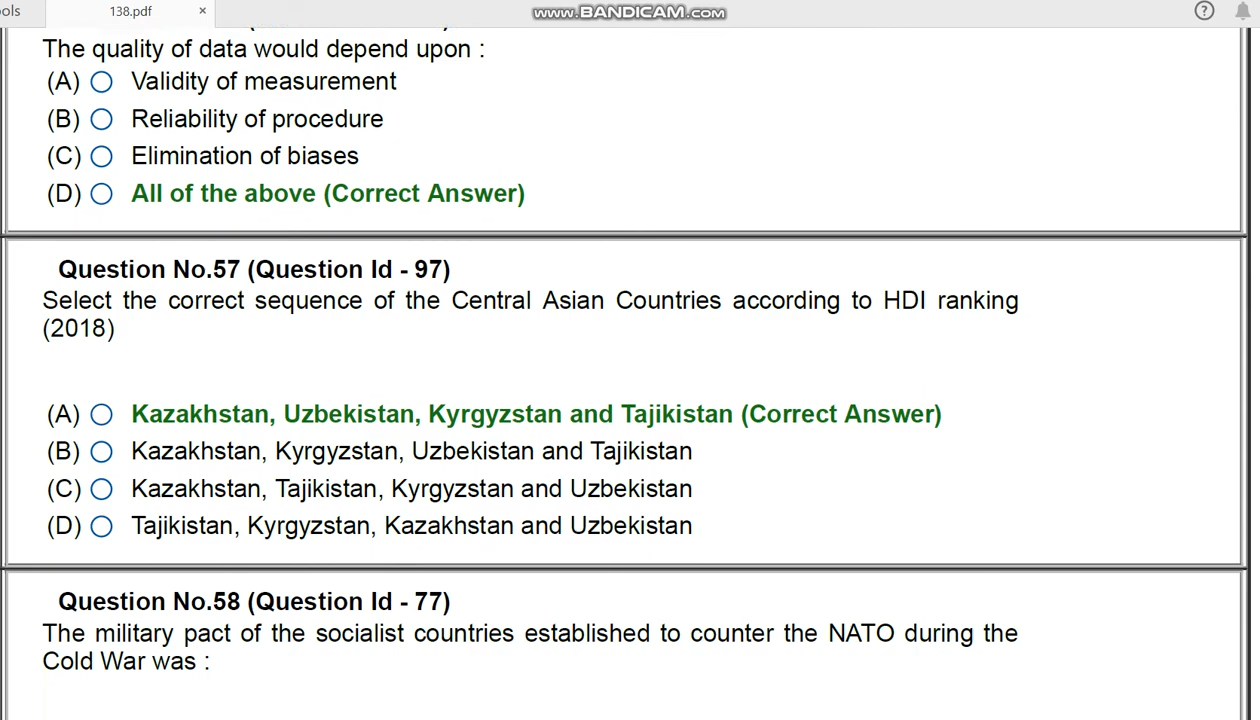 ols 138.pdf × www.BANDICAM.com ?
The quality of data would depend upon :
(A) Validity of measurement
(B) Reliability of procedure
(C) Elimination of biases
(D) All of the above (Correct Answer)
Question No.57 (Question Id - 97)
Select the correct sequence of the Central Asian Countries according to HDI ranking
(2018)
(A) Kazakhstan, Uzbekistan, Kyrgyzstan and Tajikistan (Correct Answer)
(B) Kazakhstan, Kyrgyzstan, Uzbekistan and Tajikistan
(C) Kazakhstan, Tajikistan, Kyrgyzstan and Uzbekistan
(D) Tajikistan, Kyrgyzstan, Kazakhstan and Uzbekistan
Question No.58 (Question Id - 77)
The military pact of the socialist countries established to counter the NATO during the
Cold War was :